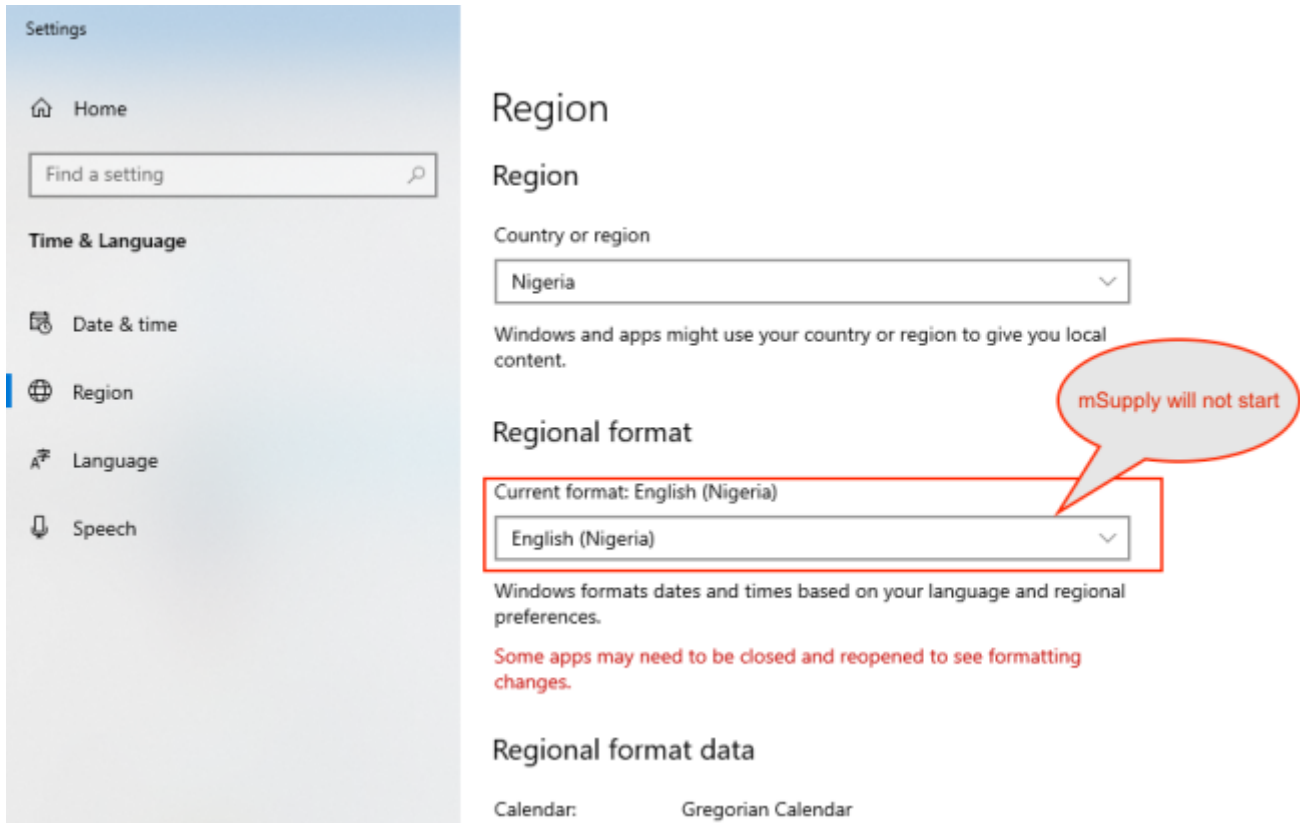 Settings
Home
Find a setting
Time & Language
Date & time
Region
Language
Speech
Region
Region
Country or region
Nigeria
Windows and apps might use your country or region to give you local
content.
mSupply will not start
Regional format
Current format: English (Nigeria)
English (Nigeria)
Windows formats dates and times based on your language and regional
preferences.
Some apps may need to be closed and reopened to see formatting
changes.
Regional format data
Calendar: Gregorian Calendar